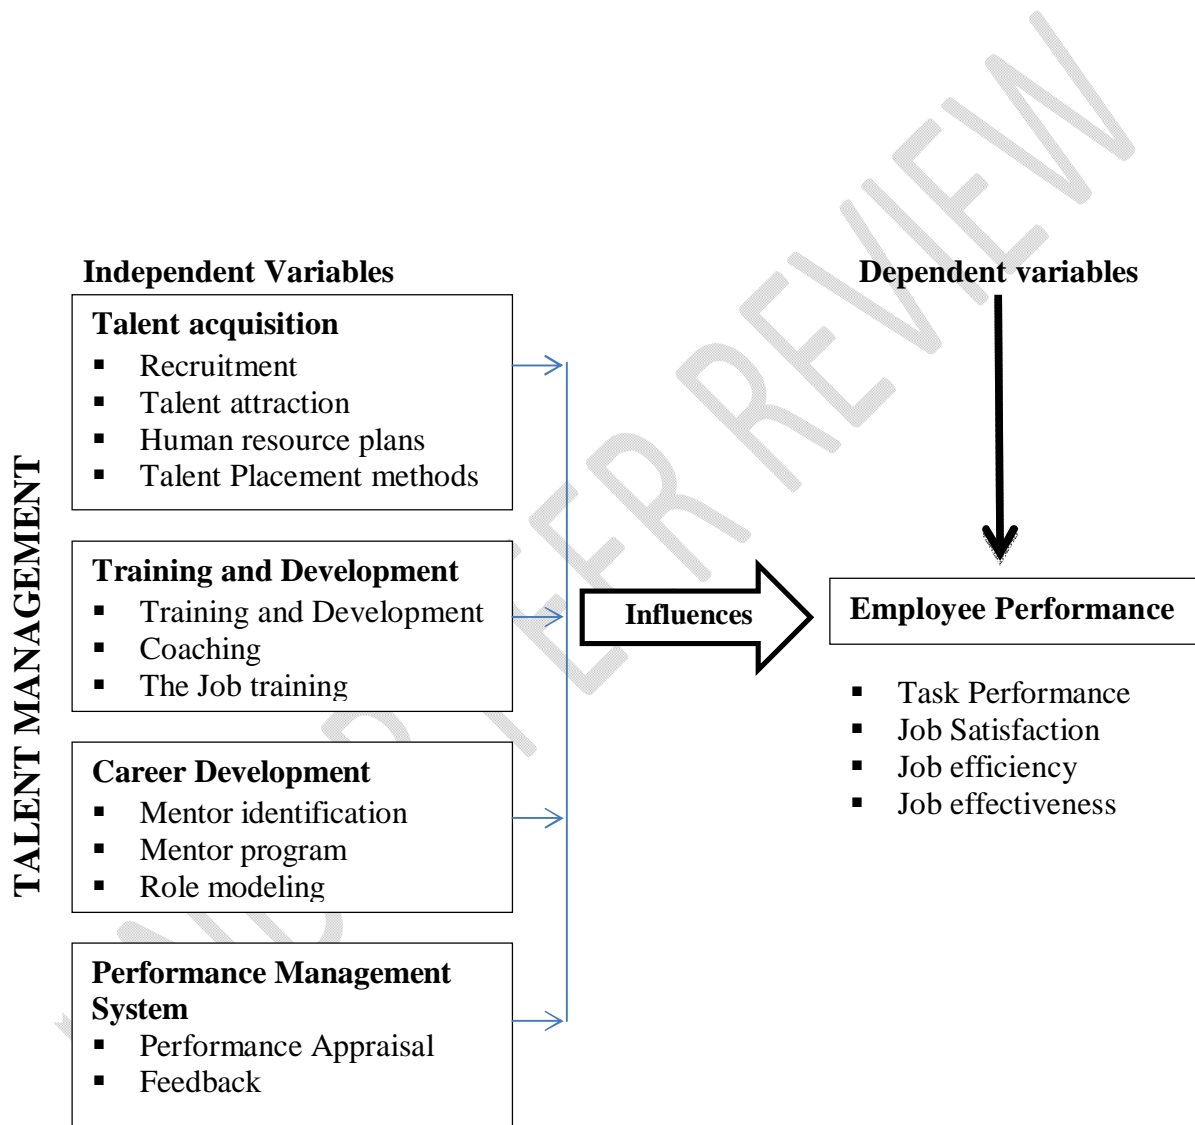 Independent Variables
Talent acquisition
▪ Recruitment
▪ Talent attraction
▪ Human resource plans
▪ Talent Placement methods
TALENT MANAGEMENT
Training and Development
▪ Training and Development
▪ Coaching
▪ The Job training
Career Development
▪ Mentor identification
▪ Mentor program
▪ Role modeling
Performance Management
System
▪ Performance Appraisal
▪ Feedback
Influences
Dependent variables
Employee Performance
▪ Task Performance
▪ Job Satisfaction
▪ Job efficiency
▪ Job effectiveness
PEER REVIEW